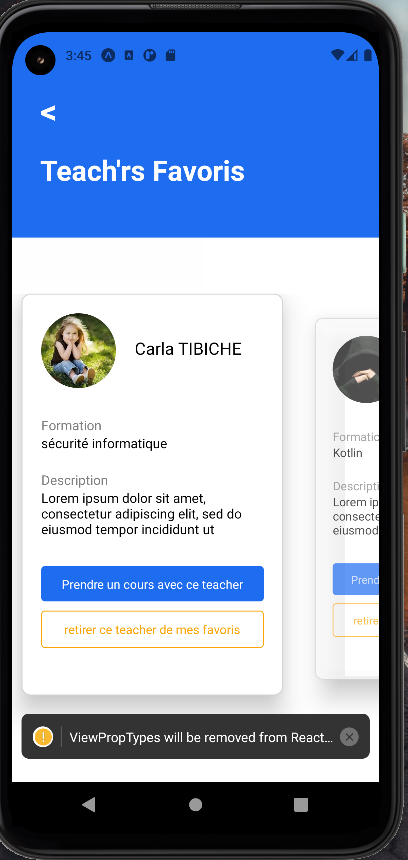 3:45
<
Teach'rs Favoris
Carla TIBICHE
Formation
sécurité informatique
Description
Lorem ipsum dolor sit amet,
consectetur adipiscing elit, sed do
eiusmod tempor incididunt ut
Prendre un cours avec ce teacher
retirer ce teacher de mes favoris
Formatio
Kotlin
Descripti
Lorem ip
consecte
eiusmod
Prend
retire
ViewPropTypes will be removed from React...